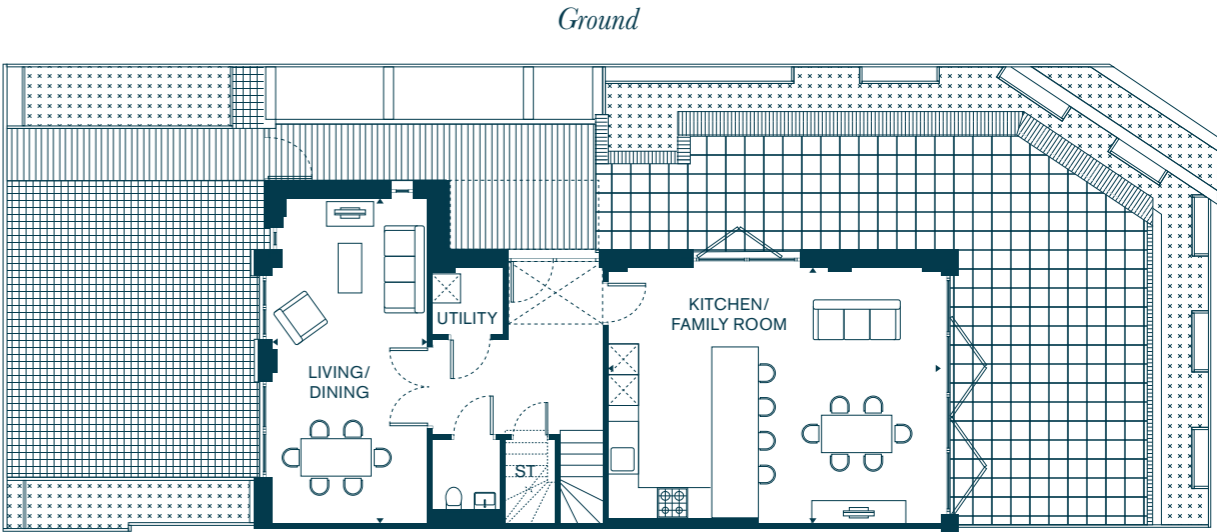 Ground
KITCHEN/
FAMILY ROOM
UTILITY
LIVING/
DINING
ST